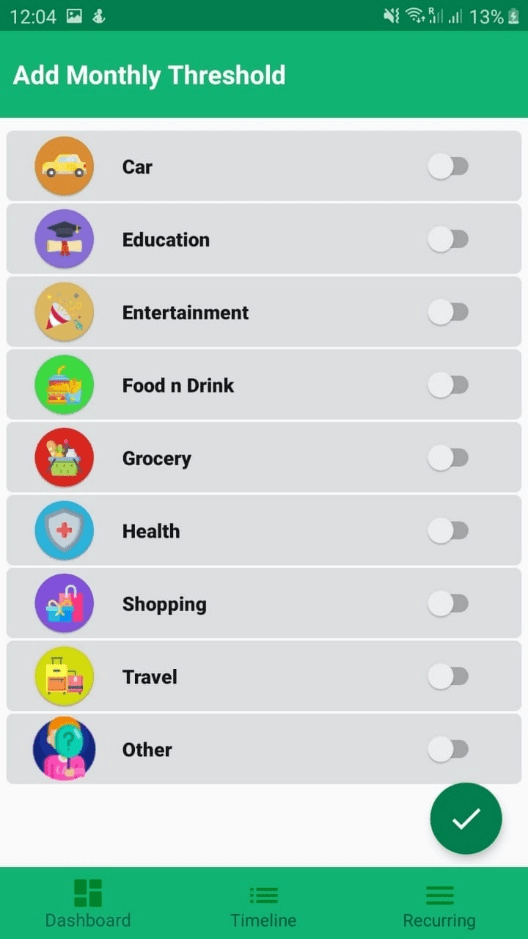 12:04 R 13%
Add Monthly Threshold
Car
Education
Entertainment
Food n Drink
Grocery
Health
Shopping
Travel
Other
Dashboard Timeline Recurring